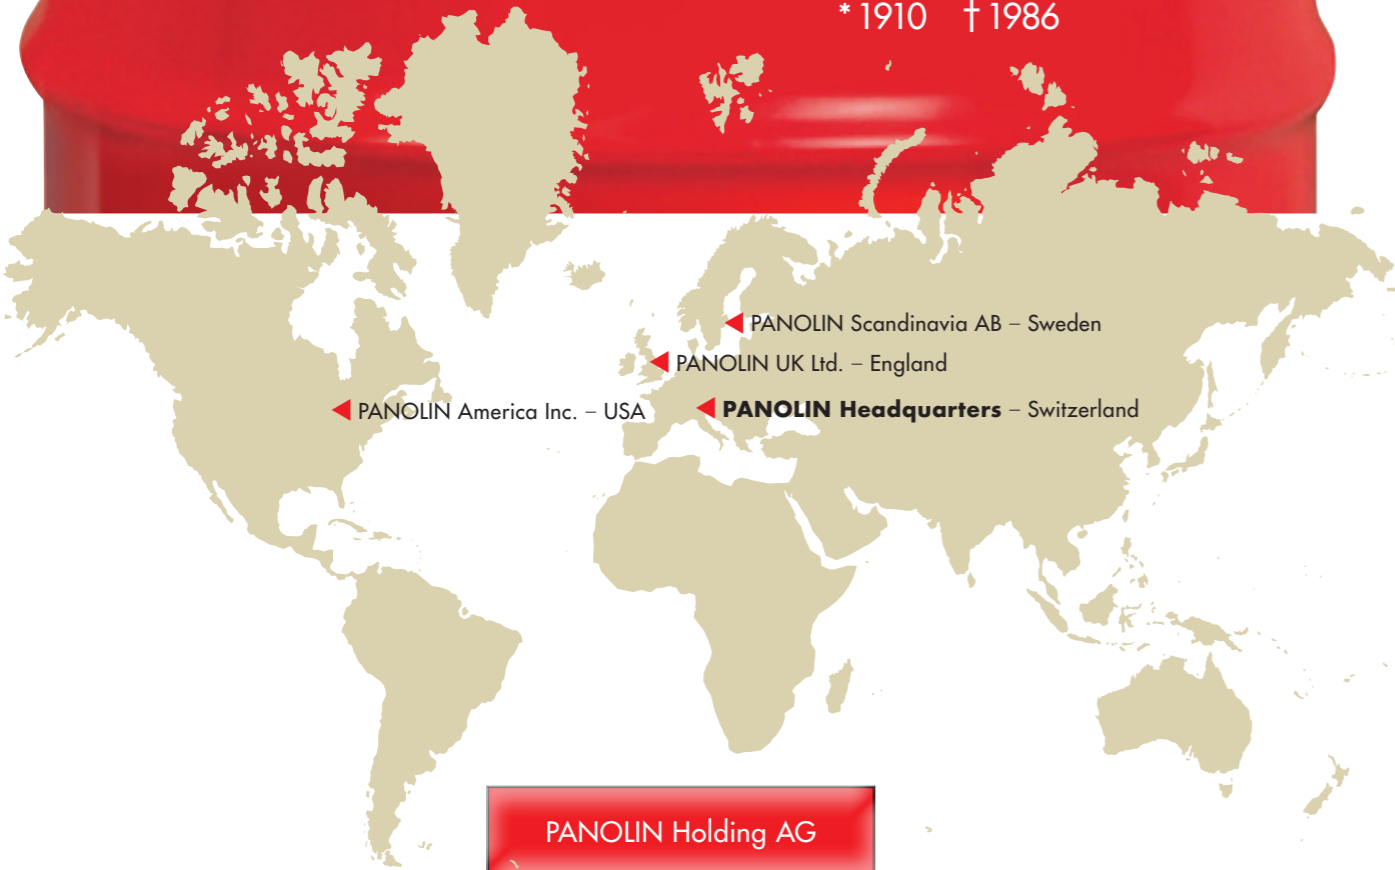 * 1910 † 1986
PANOLIN Scandinavia AB – Sweden
PANOLIN UK Ltd. – England
PANOLIN America Inc. – USA
PANOLIN Headquarters – Switzerland
PANOLIN Holding AG